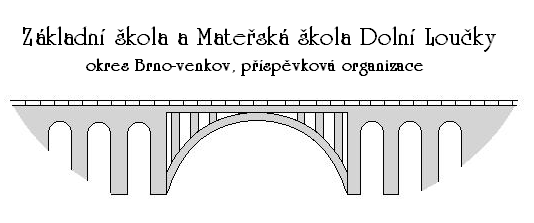 Základní škola a Mateřská škola Dolní Loučky
okres Brno-venkov, příspěvková organizace